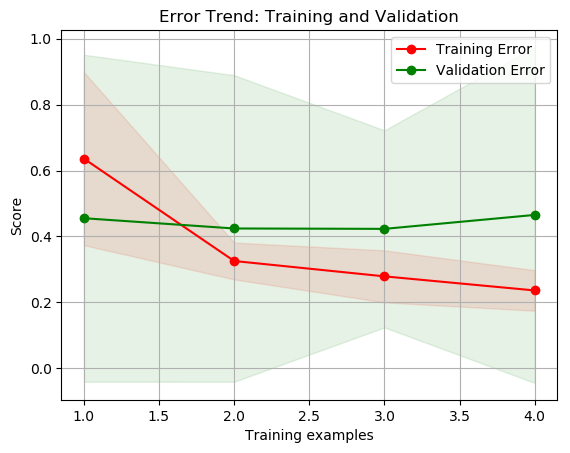 Error Trend: Training and Validation
1.0
Training Error
Validation Error
0.8
0.6
Score
0.4
0.2
0.0
1.0 1.5 2.0 2.5 3.0 3.5 4.0
Training examples